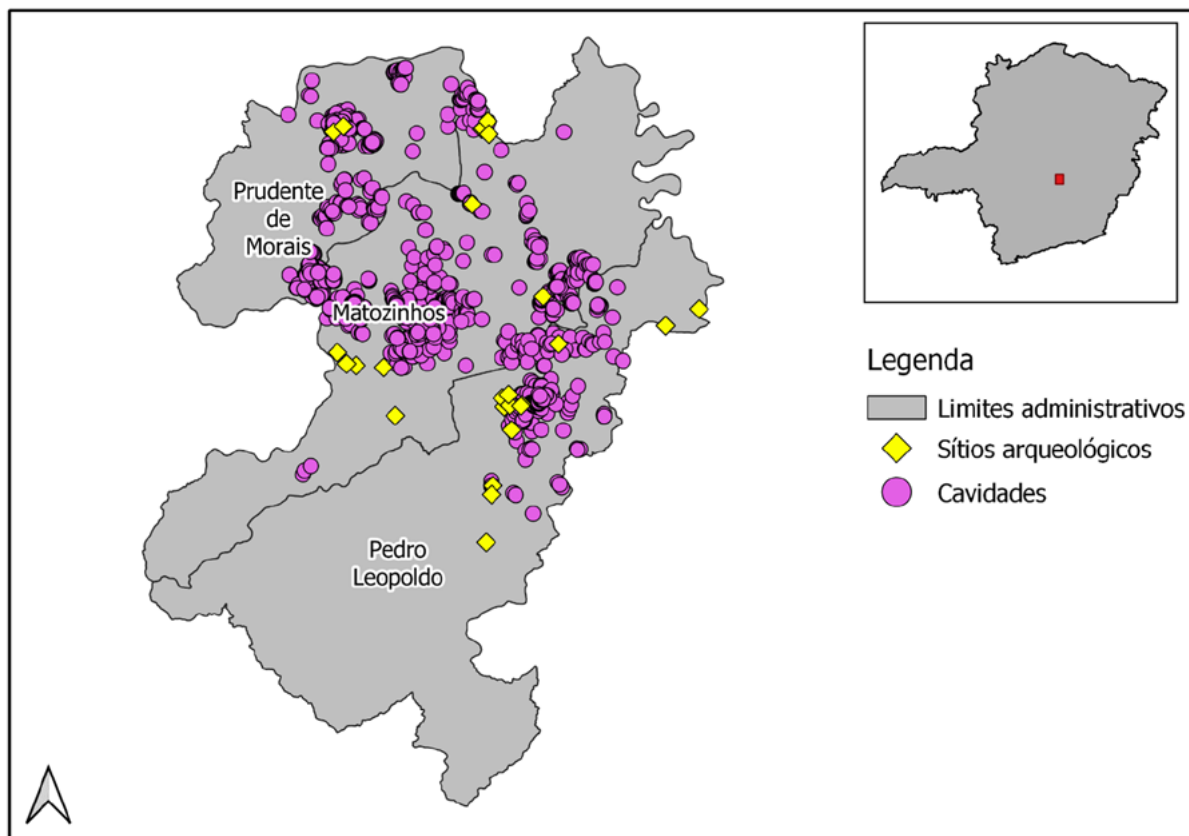 Prudente
de
Morais
Matozinhos
Pedro
Leopoldo
Legenda
Limites administrativos
Sítios arqueológicos
Cavidades